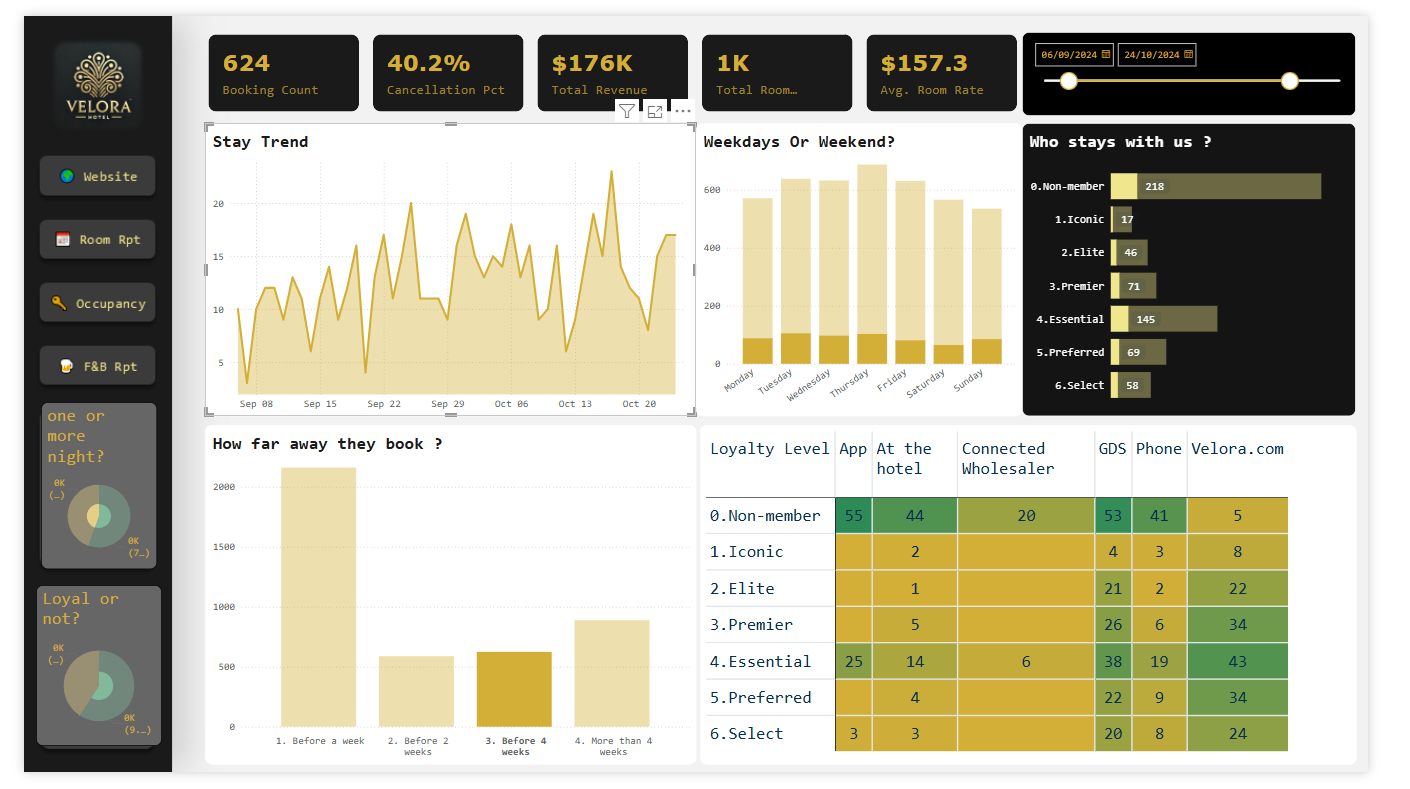 VELORA
HOTEL
Website
Room Rpt
Occupancy
F&B Rpt
one or
more
night?
0K
(…)
0K
(7…)
Loyal or
not?
0K
(…)
0K
(9.…)
624
Booking Count
40.2%
Cancellation Pct
$176K
Total Revenue
1K
Total Room…
$157.3
Avg. Room Rate
06/09/2024 24/10/2024
Stay Trend
20
15
10
5
Sep 08 Sep 15 Sep 22 Sep 29 Oct 06 Oct 13 Oct 20
Weekdays Or Weekend?
600
400
200
0
Monday Tuesday Wednesday Thursday Friday Saturday Sunday
Who stays with us ?
0.Non-member 218
1.Iconic 17
2.Elite 46
3.Premier 71
4.Essential 145
5.Preferred 69
6.Select 58
How far away they book ?
2000
1500
1000
500
0
1. Before a week 2. Before 2 3. Before 4 4. More than 4
weeks weeks weeks
Loyalty Level App At the Connected GDS Phone Velora.com
hotel Wholesaler
0.Non-member 55 44 20 53 41 5
1.Iconic 2 4 3 8
2.Elite 1 21 2 22
3.Premier 5 26 6 34
4.Essential 25 14 6 38 19 43
5.Preferred 4 22 9 34
6.Select 3 3 20 8 24